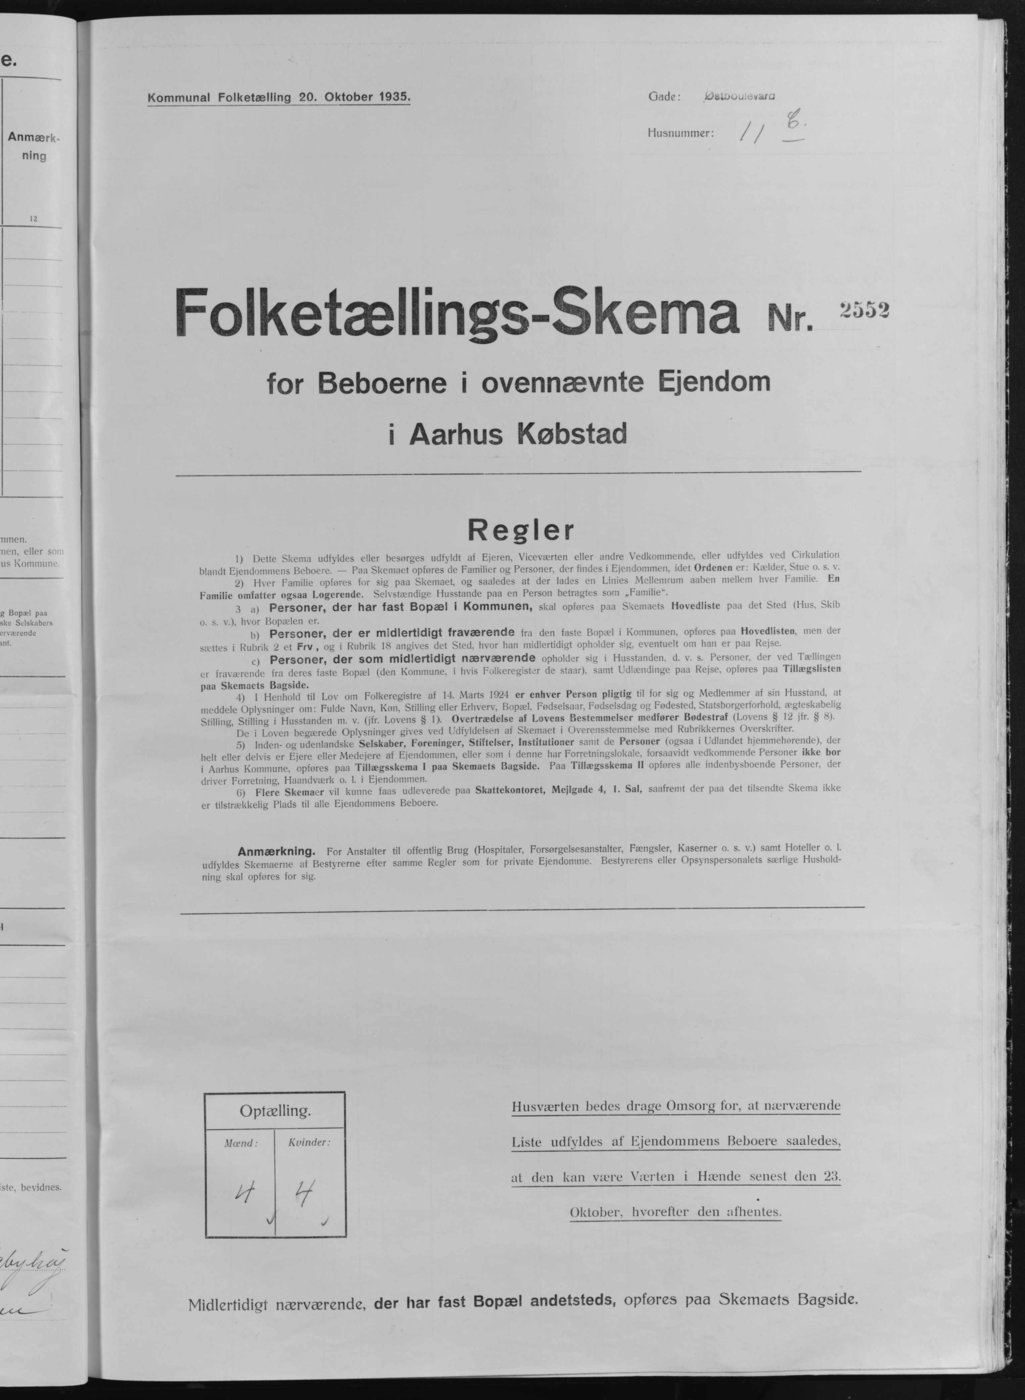 e.
Anmærk-
ning
12
mmen.
men, eller som
us Kommune.
g Bopæl paa
ske Selskabers
erværende
ant.
l
iste, bevidnes.
Kommunal Folketælling 20. Oktober 1935.
Gade: Østboulevard
Husnummer: 11 C.
Folketællings-Skema Nr. 2552
for Beboerne i ovennævnte Ejendom
i Aarhus Købstad
Regler
1) Dette Skema udfyldes eller besørges udfyldt af Ejeren, Viceværten eller andre Vedkommende, eller udfyldes ved Cirkulation
blandt Ejendommens Beboere. — Paa Skemaet opføres de Familier og Personer, der findes i Ejendommen, idet Ordenen er: Kælder, Stue o. s. v.
2) Hver Familie opføres for sig paa Skemaet, og saaledes at der lades en Linies Mellemrum aaben mellem hver Familie. En
Familie omfatter ogsaa Logerende. Selvstændige Husstande paa en Person betragtes som „Familie“.
3 a) Personer, der har fast Bopæl i Kommunen, skal opføres paa Skemaets Hovedliste paa det Sted (Hus, Skib
o. s. v.), hvor Bopælen er.
b) Personer, der er midlertidigt fraværende fra den faste Bopæl i Kommunen, opføres paa Hovedlisten, men der
sættes i Rubrik 2 et Frv, og i Rubrik 18 angives det Sted, hvor han midlertidigt opholder sig, eventuelt om han er paa Rejse.
c) Personer, der som midlertidigt nærværende opholder sig i Husstanden, d. v. s. Personer, der ved Tællingen
er fraværende fra deres faste Bopæl (den Kommune, i hvis Folkeregister de staar), samt Udlændinge paa Rejse, opføres paa Tillægslisten
paa Skemaets Bagside.
4) I Henhold til Lov om Folkeregistre af 14. Marts 1924 er enhver Person pligtig til for sig og Medlemmer af sin Husstand, at
meddele Oplysninger om: Fulde Navn, Køn, Stilling eller Erhverv, Bopæl, Fødselsaar, Fødselsdag og Fødested, Statsborgerforhold, ægteskabelig
Stilling, Stilling i Husstanden m. v. (jfr. Lovens § 1). Overtrædelse af Lovens Bestemmelser medfører Bødestraf (Lovens § 12 jfr. § 8).
De i Loven begærede Oplysninger gives ved Udfyldelsen af Skemaet i Overensstemmelse med Rubrikkernes Overskrifter.
5) Inden- og udenlandske Selskaber, Foreninger, Stiftelser, Institutioner samt de Personer (ogsaa i Udlandet hjemmehørende), der
helt eller delvis er Ejere eller Medejere af Ejendommen, eller som i denne har Forretningslokale, forsaavidt vedkommende Personer ikke bor
i Aarhus Kommune, opføres paa Tillægsskema I paa Skemaets Bagside. Paa Tillægsskema II opføres alle indenbysboende Personer, der
driver Forretning, Haandværk o. l. i Ejendommen.
6) Flere Skemaer vil kunne faas udleverede paa Skattekontoret, Mejlgade 4, 1. Sal, saafremt der paa det tilsendte Skema ikke
er tilstrækkelig Plads til alle Ejendommens Beboere.
Anmærkning. For Anstalter til offentlig Brug (Hospitaler, Forsørgelsesanstalter, Fængsler, Kaserner o. s. v.) samt Hoteller o. l.
udfyldes Skemaerne af Bestyrerne efter samme Regler som for private Ejendomme. Bestyrerens eller Opsynspersonalets særlige Hushold-
ning skal opføres for sig.
Optælling.
Mænd: Kvinder:
4 4
Husværten bedes drage Omsorg for, at nærværende
Liste udfyldes af Ejendommens Beboere saaledes,
at den kan være Værten i Hænde senest den 23.
Oktober, hvorefter den afhentes.
Midlertidigt nærværende, der har fast Bopæl andetsteds, opføres paa Skemaets Bagside.